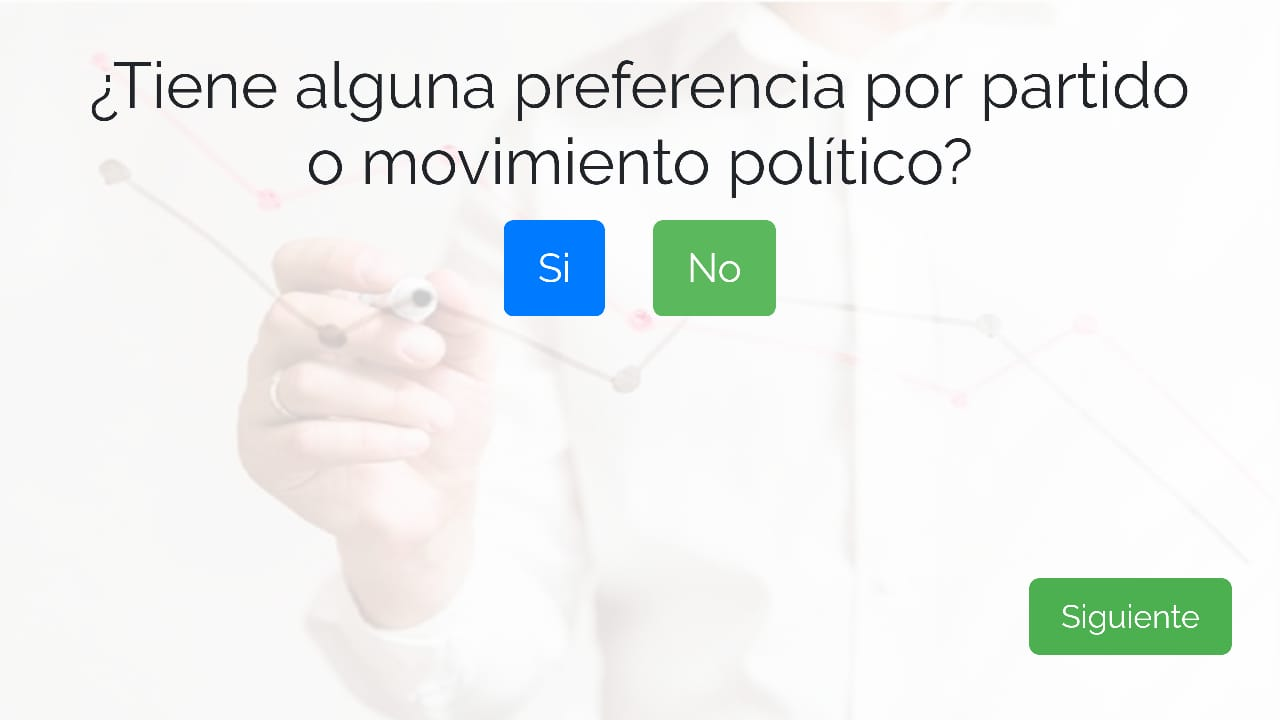 ¿Tiene alguna preferencia por partido
o movimiento político?
Si
No
Siguiente